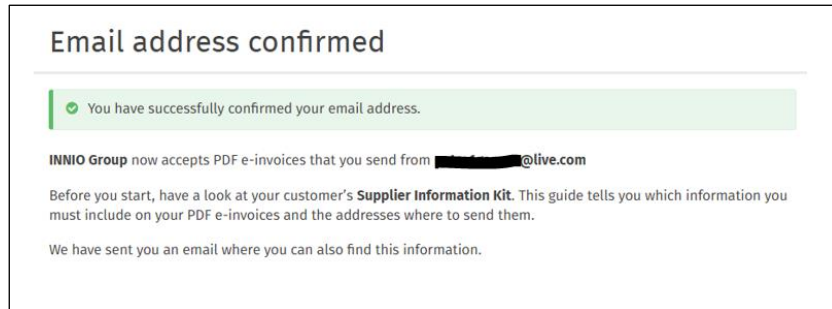 Email address confirmed
You have successfully confirmed your email address.
INNIO Group now accepts PDF e-invoices that you send from @live.com
Before you start, have a look at your customer's Supplier Information Kit. This guide tells you which information you
must include on your PDF e-invoices and the addresses where to send them.
We have sent you an email where you can also find this information.